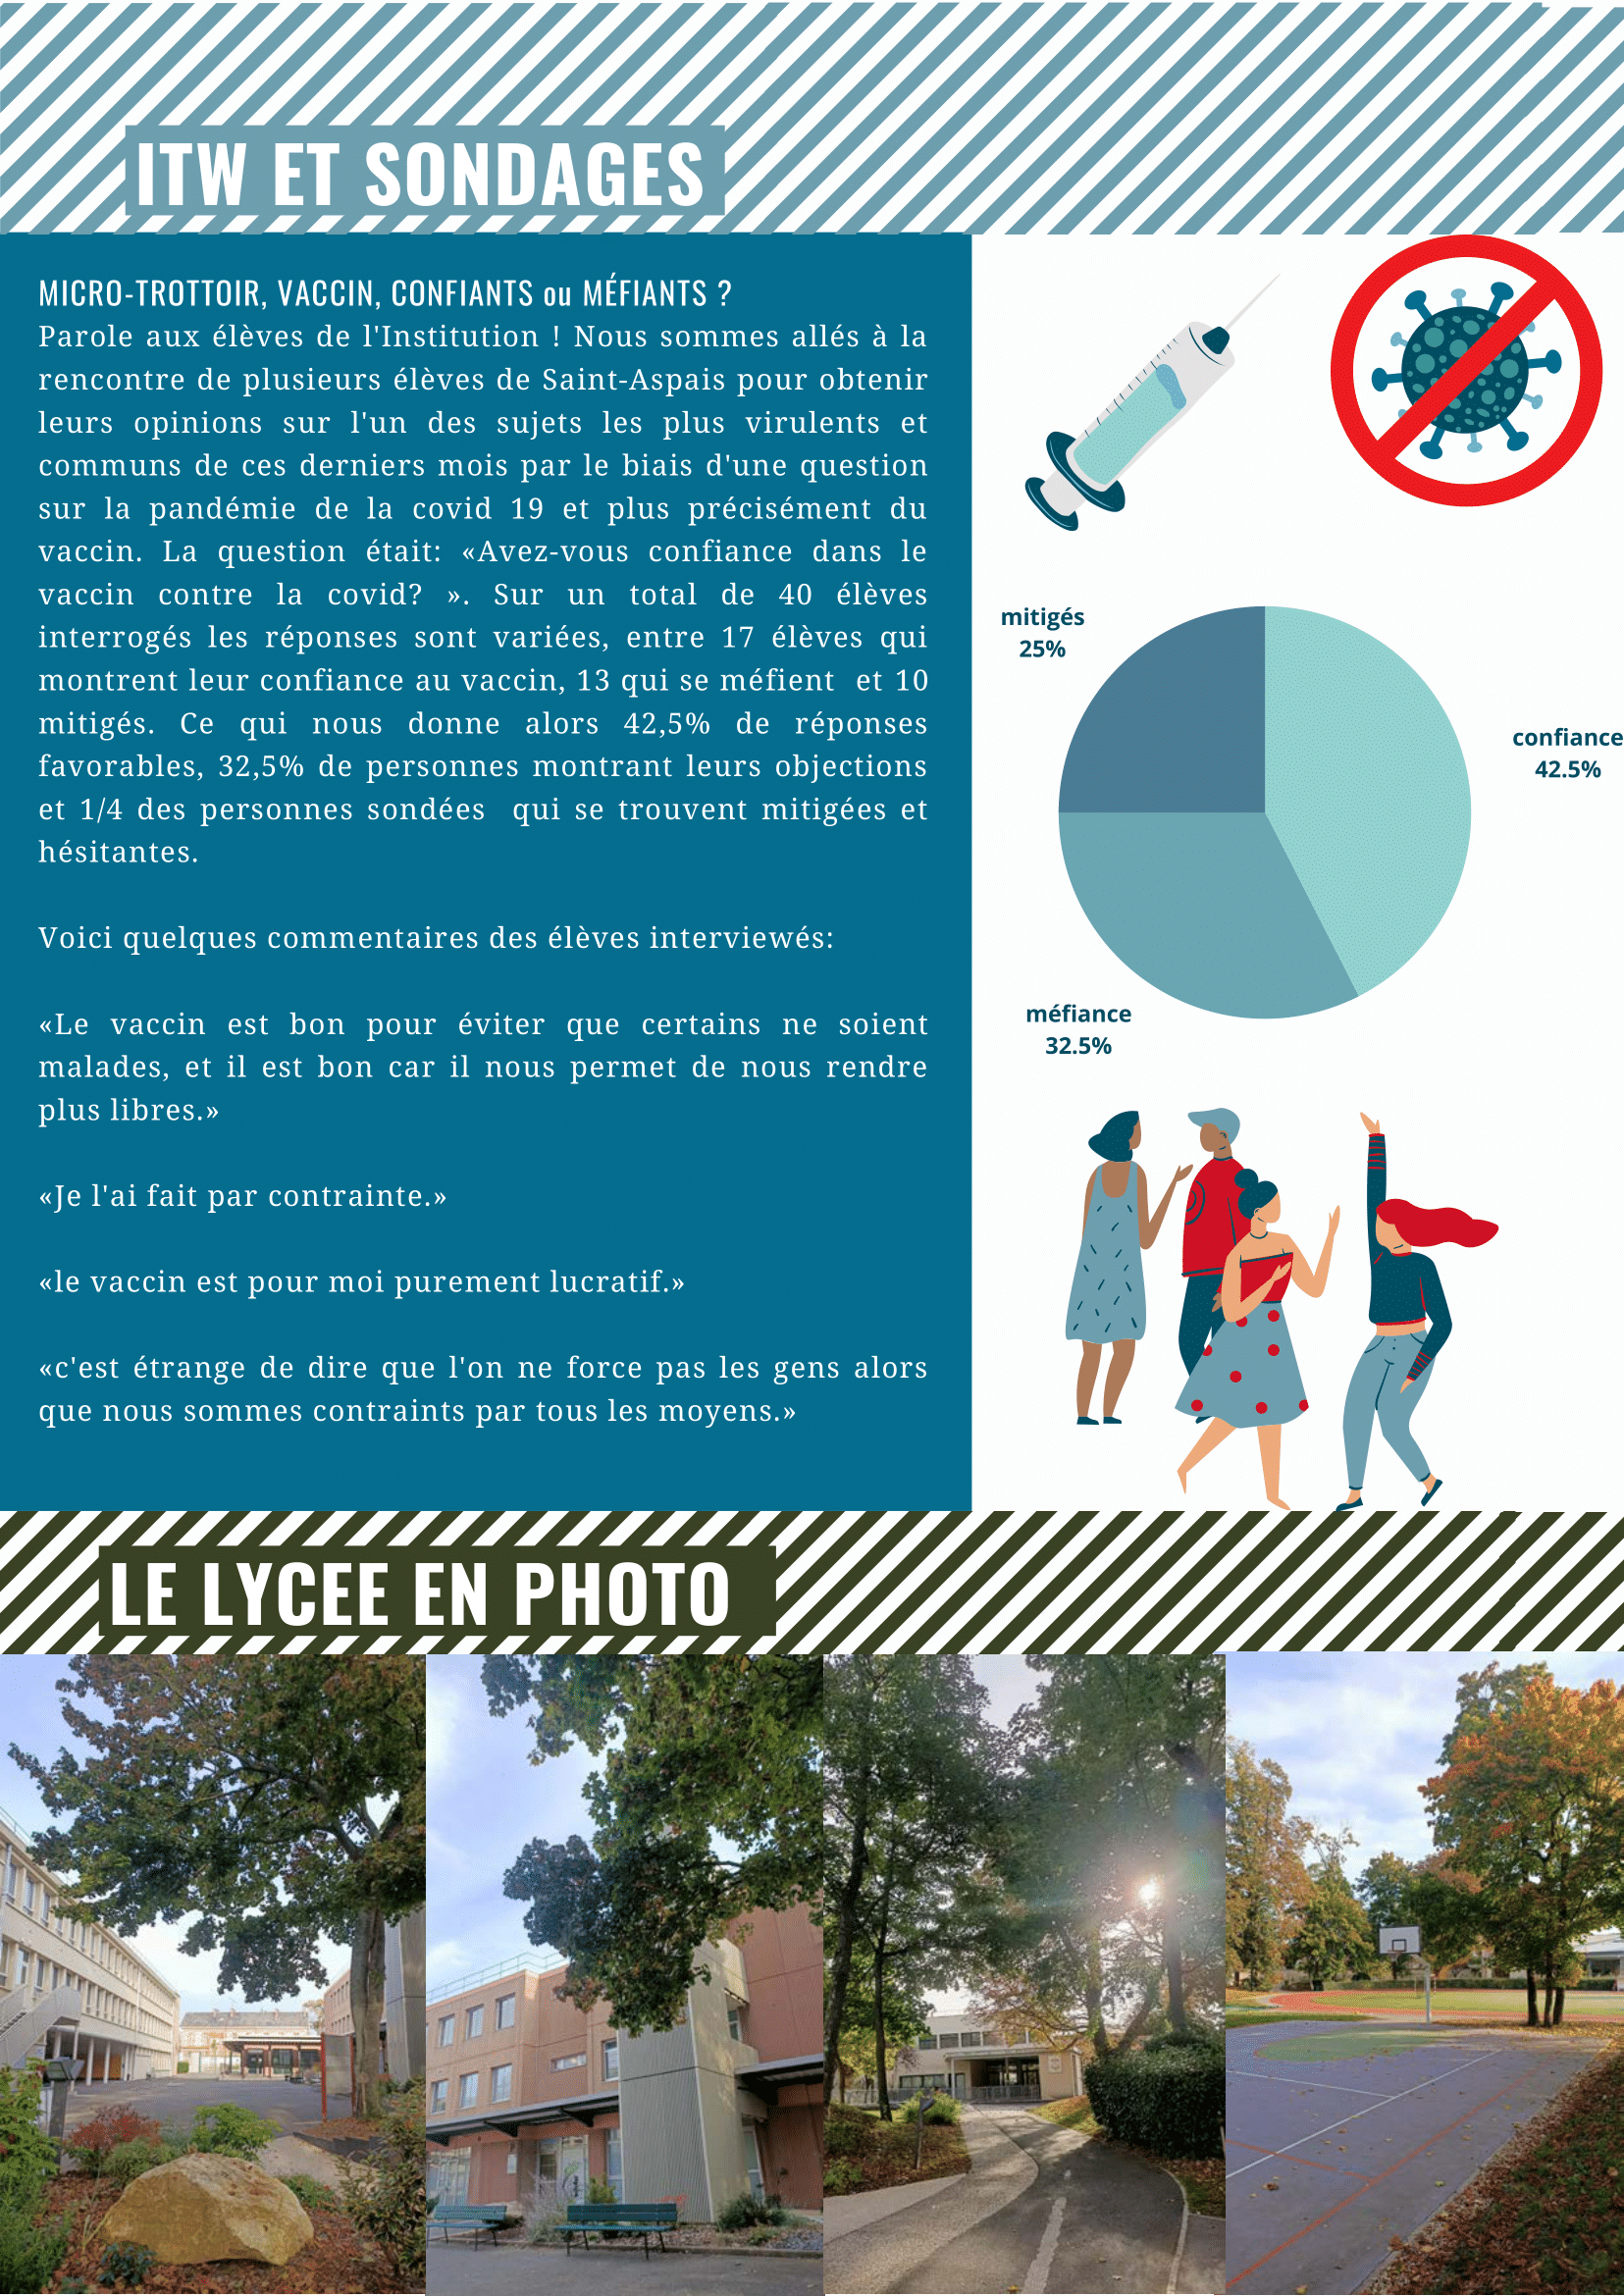 ITW ET SONDAGES
MICRO-TROTTOIR, VACCIN, CONFIANTS ou MÉFIANTS ?
Parole aux élèves de l'Institution ! Nous sommes allés à la
rencontre de plusieurs élèves de Saint-Aspais pour obtenir
leurs opinions sur l'un des sujets les plus virulents et
communs de ces derniers mois par le biais d'une question
sur la pandémie de la covid 19 et plus précisément du
vaccin. La question était: «Avez-vous confiance dans le
vaccin contre la covid? ». Sur un total de 40 élèves
interrogés les réponses sont variées, entre 17 élèves qui
montrent leur confiance au vaccin, 13 qui se méfient et 10
mitigés. Ce qui nous donne alors 42,5% de réponses
favorables, 32,5% de personnes montrant leurs objections
et 1/4 des personnes sondées qui se trouvent mitigées et
hésitantes.
Voici quelques commentaires des élèves interviewés:
«Le vaccin est bon pour éviter que certains ne soient
malades, et il est bon car il nous permet de nous rendre
plus libres.»
«Je l'ai fait par contrainte.»
«le vaccin est pour moi purement lucratif.»
«c'est étrange de dire que l'on ne force pas les gens alors
que nous sommes contraints par tous les moyens.»
mitigés
25%
confiance
42.5%
méfiance
32.5%
LE LYCEE EN PHOTO